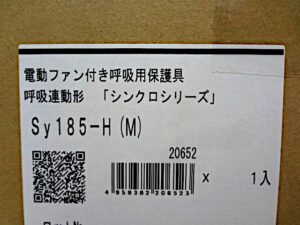 電動ファン付き呼吸用保護具
呼吸連動形 「シンクロシリーズ」
Sy185-H(M)
20652
4 959382 206523
x 1入